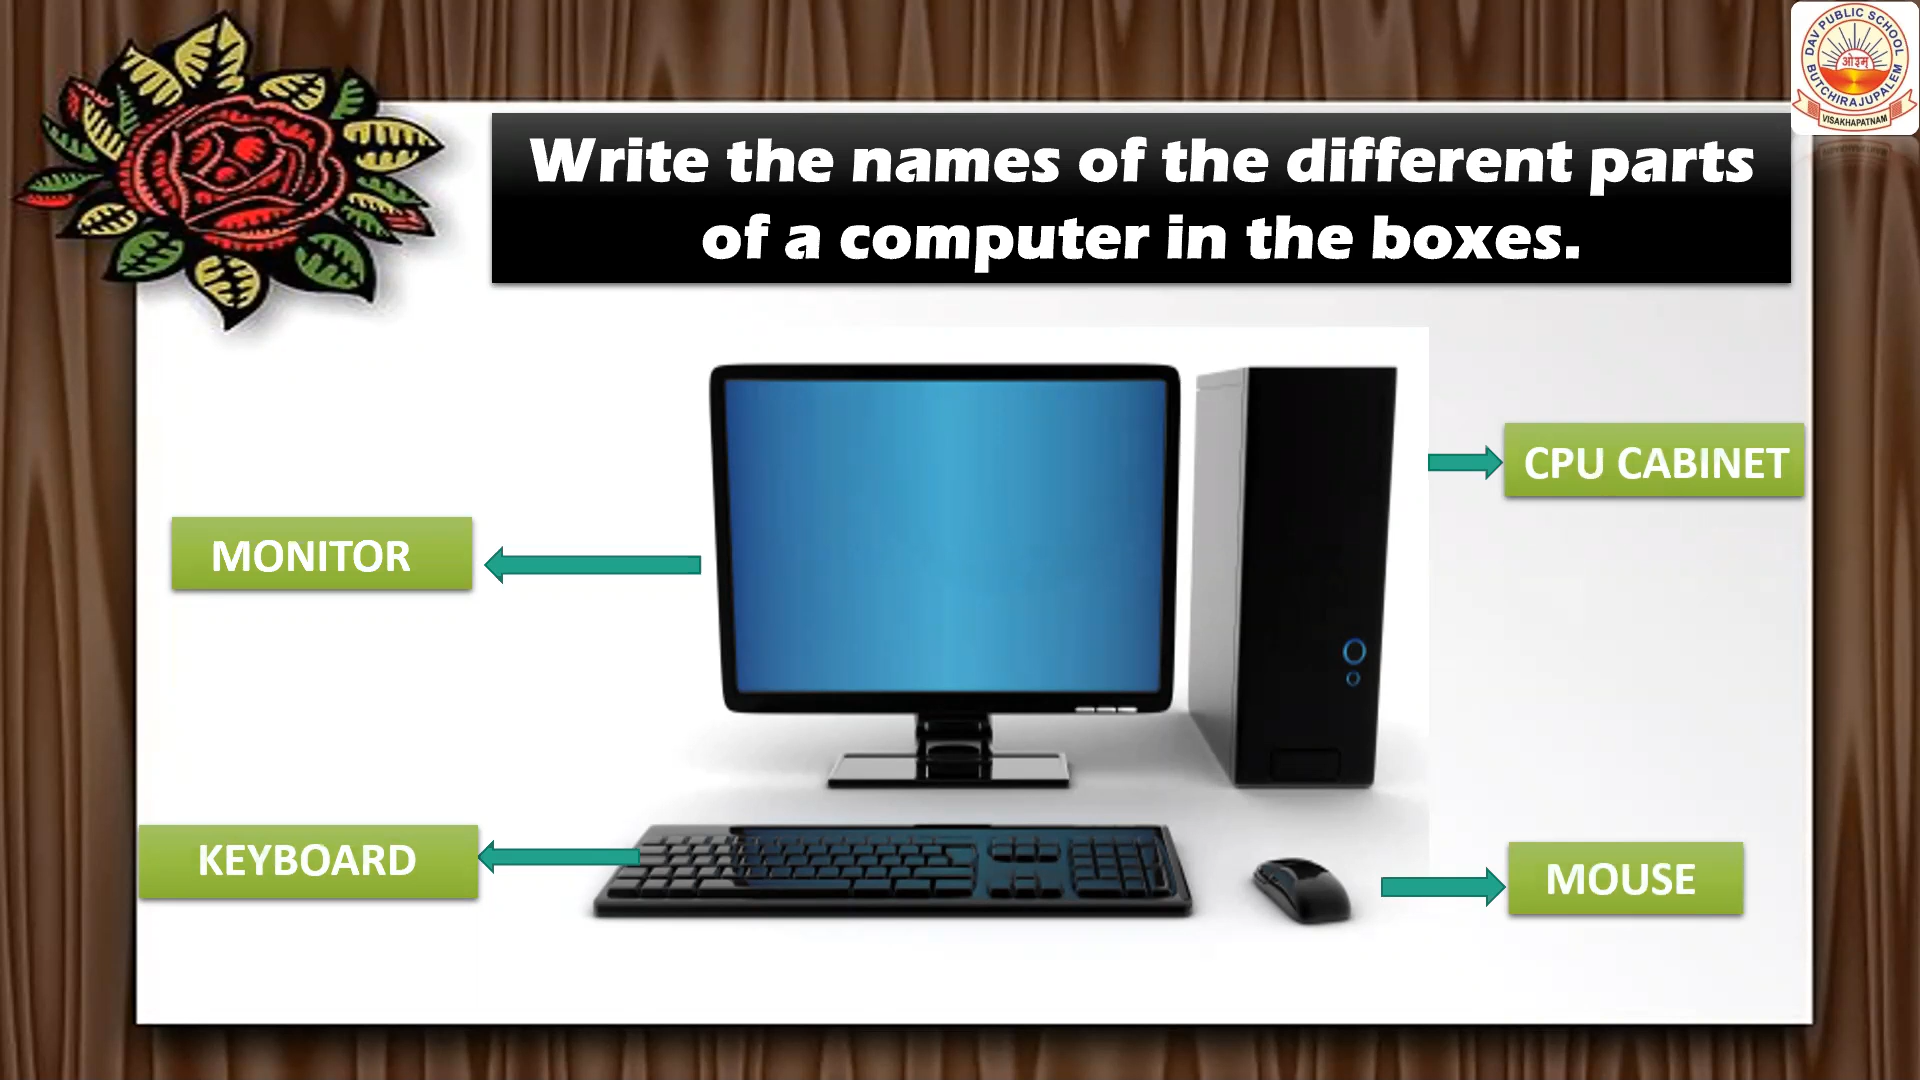 DAV PUBLIC SCHOOL
ओ३म्
BUTCHIRAJUPALEM
VISAKHAPATNAM
Write the names of the different parts
of a computer in the boxes.
CPU CABINET
MONITOR
KEYBOARD
MOUSE